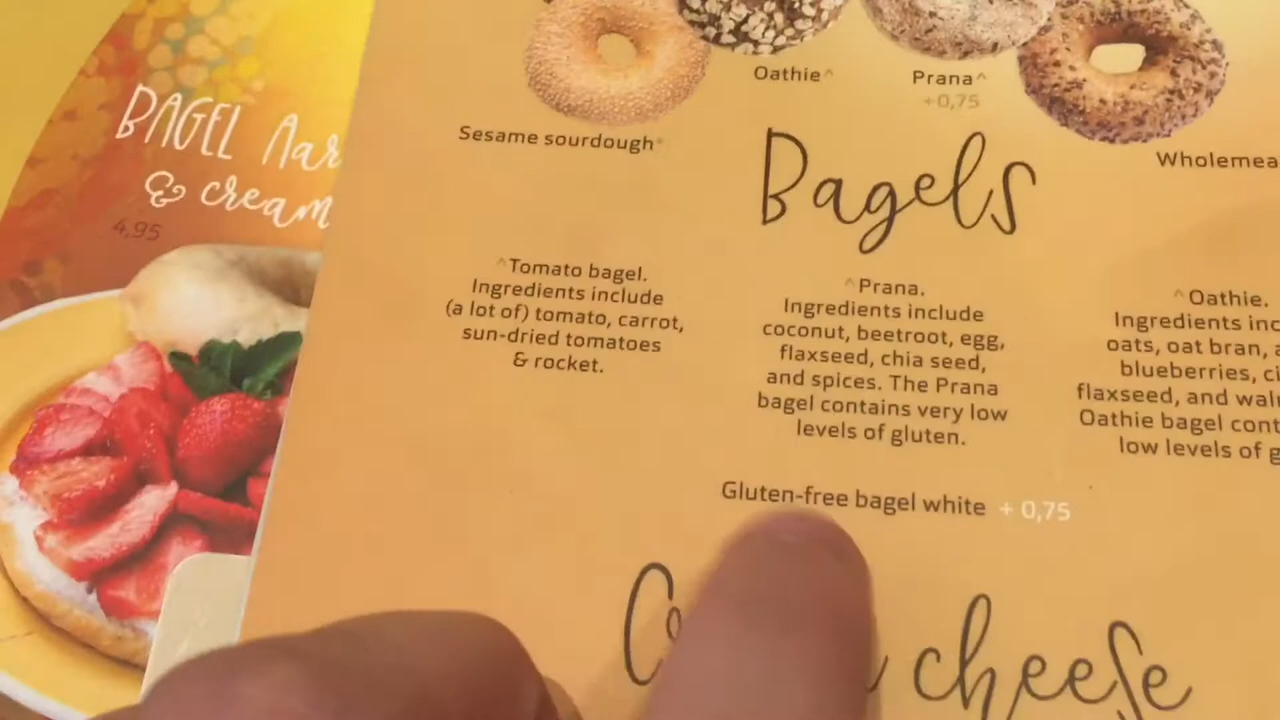 BAGEL Aar
& cream
4,95
Oathie^
Prana^
+0,75
Sesame sourdough^
Bagels
^Tomato bagel.
Ingredients include
(a lot of) tomato, carrot,
sun-dried tomatoes
& rocket.
^Prana.
Ingredients include
coconut, beetroot, egg,
flaxseed, chia seed,
and spices. The Prana
bagel contains very low
levels of gluten.
^Oathie.
Ingredients inc
oats, oat bran,
blueberries, ci
flaxseed, and wal
Oathie bagel cont
low levels of g
Gluten-free bagel white + 0,75
cheese